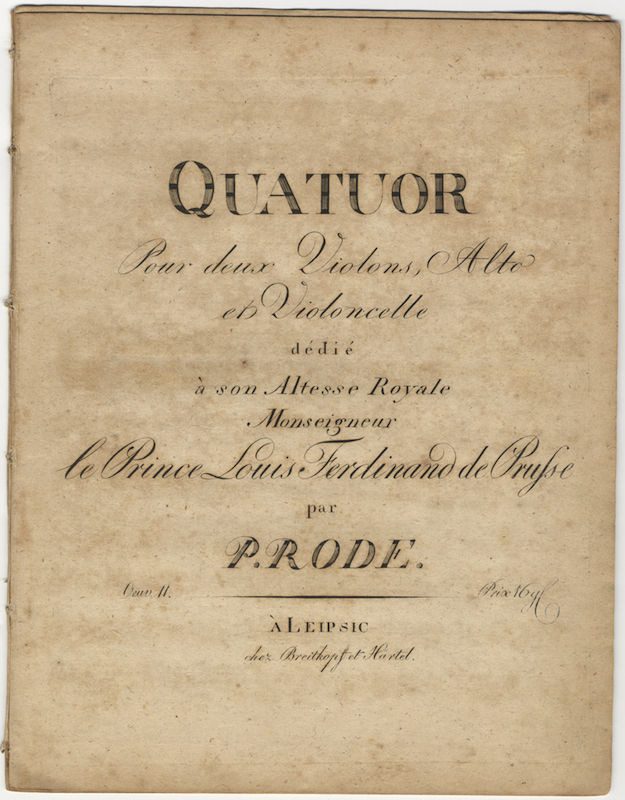 QUATUOR
Pour deux Violons, Alto
et Violoncelle
dédié
à son Altesse Royale
Monseigneur
le Prince Louis Ferdinand de Prusse
par
P. RODE.
Oeuv. 11. Prix 16 g
À LEIPSIC
chez Breitkopf et Härtel.